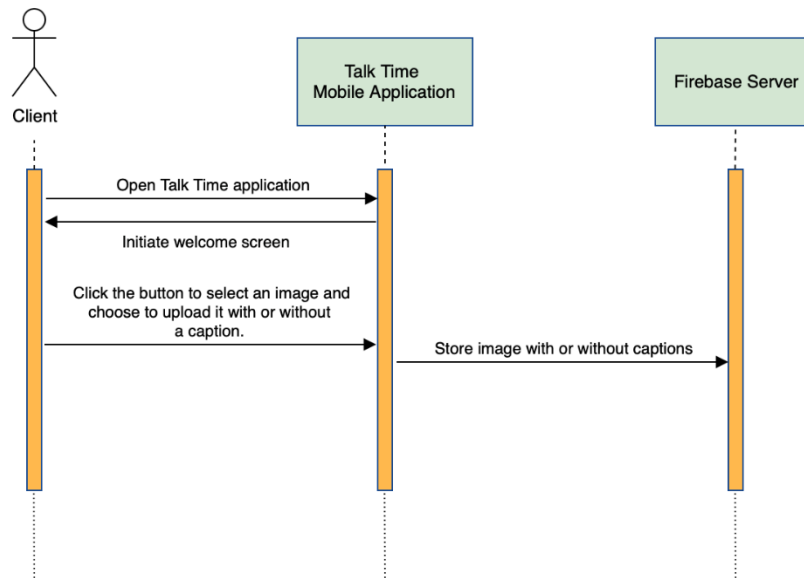 Client
Talk Time
Mobile Application
Firebase Server
Open Talk Time application
Initiate welcome screen
Click the button to select an image and
choose to upload it with or without
a caption.
Store image with or without captions